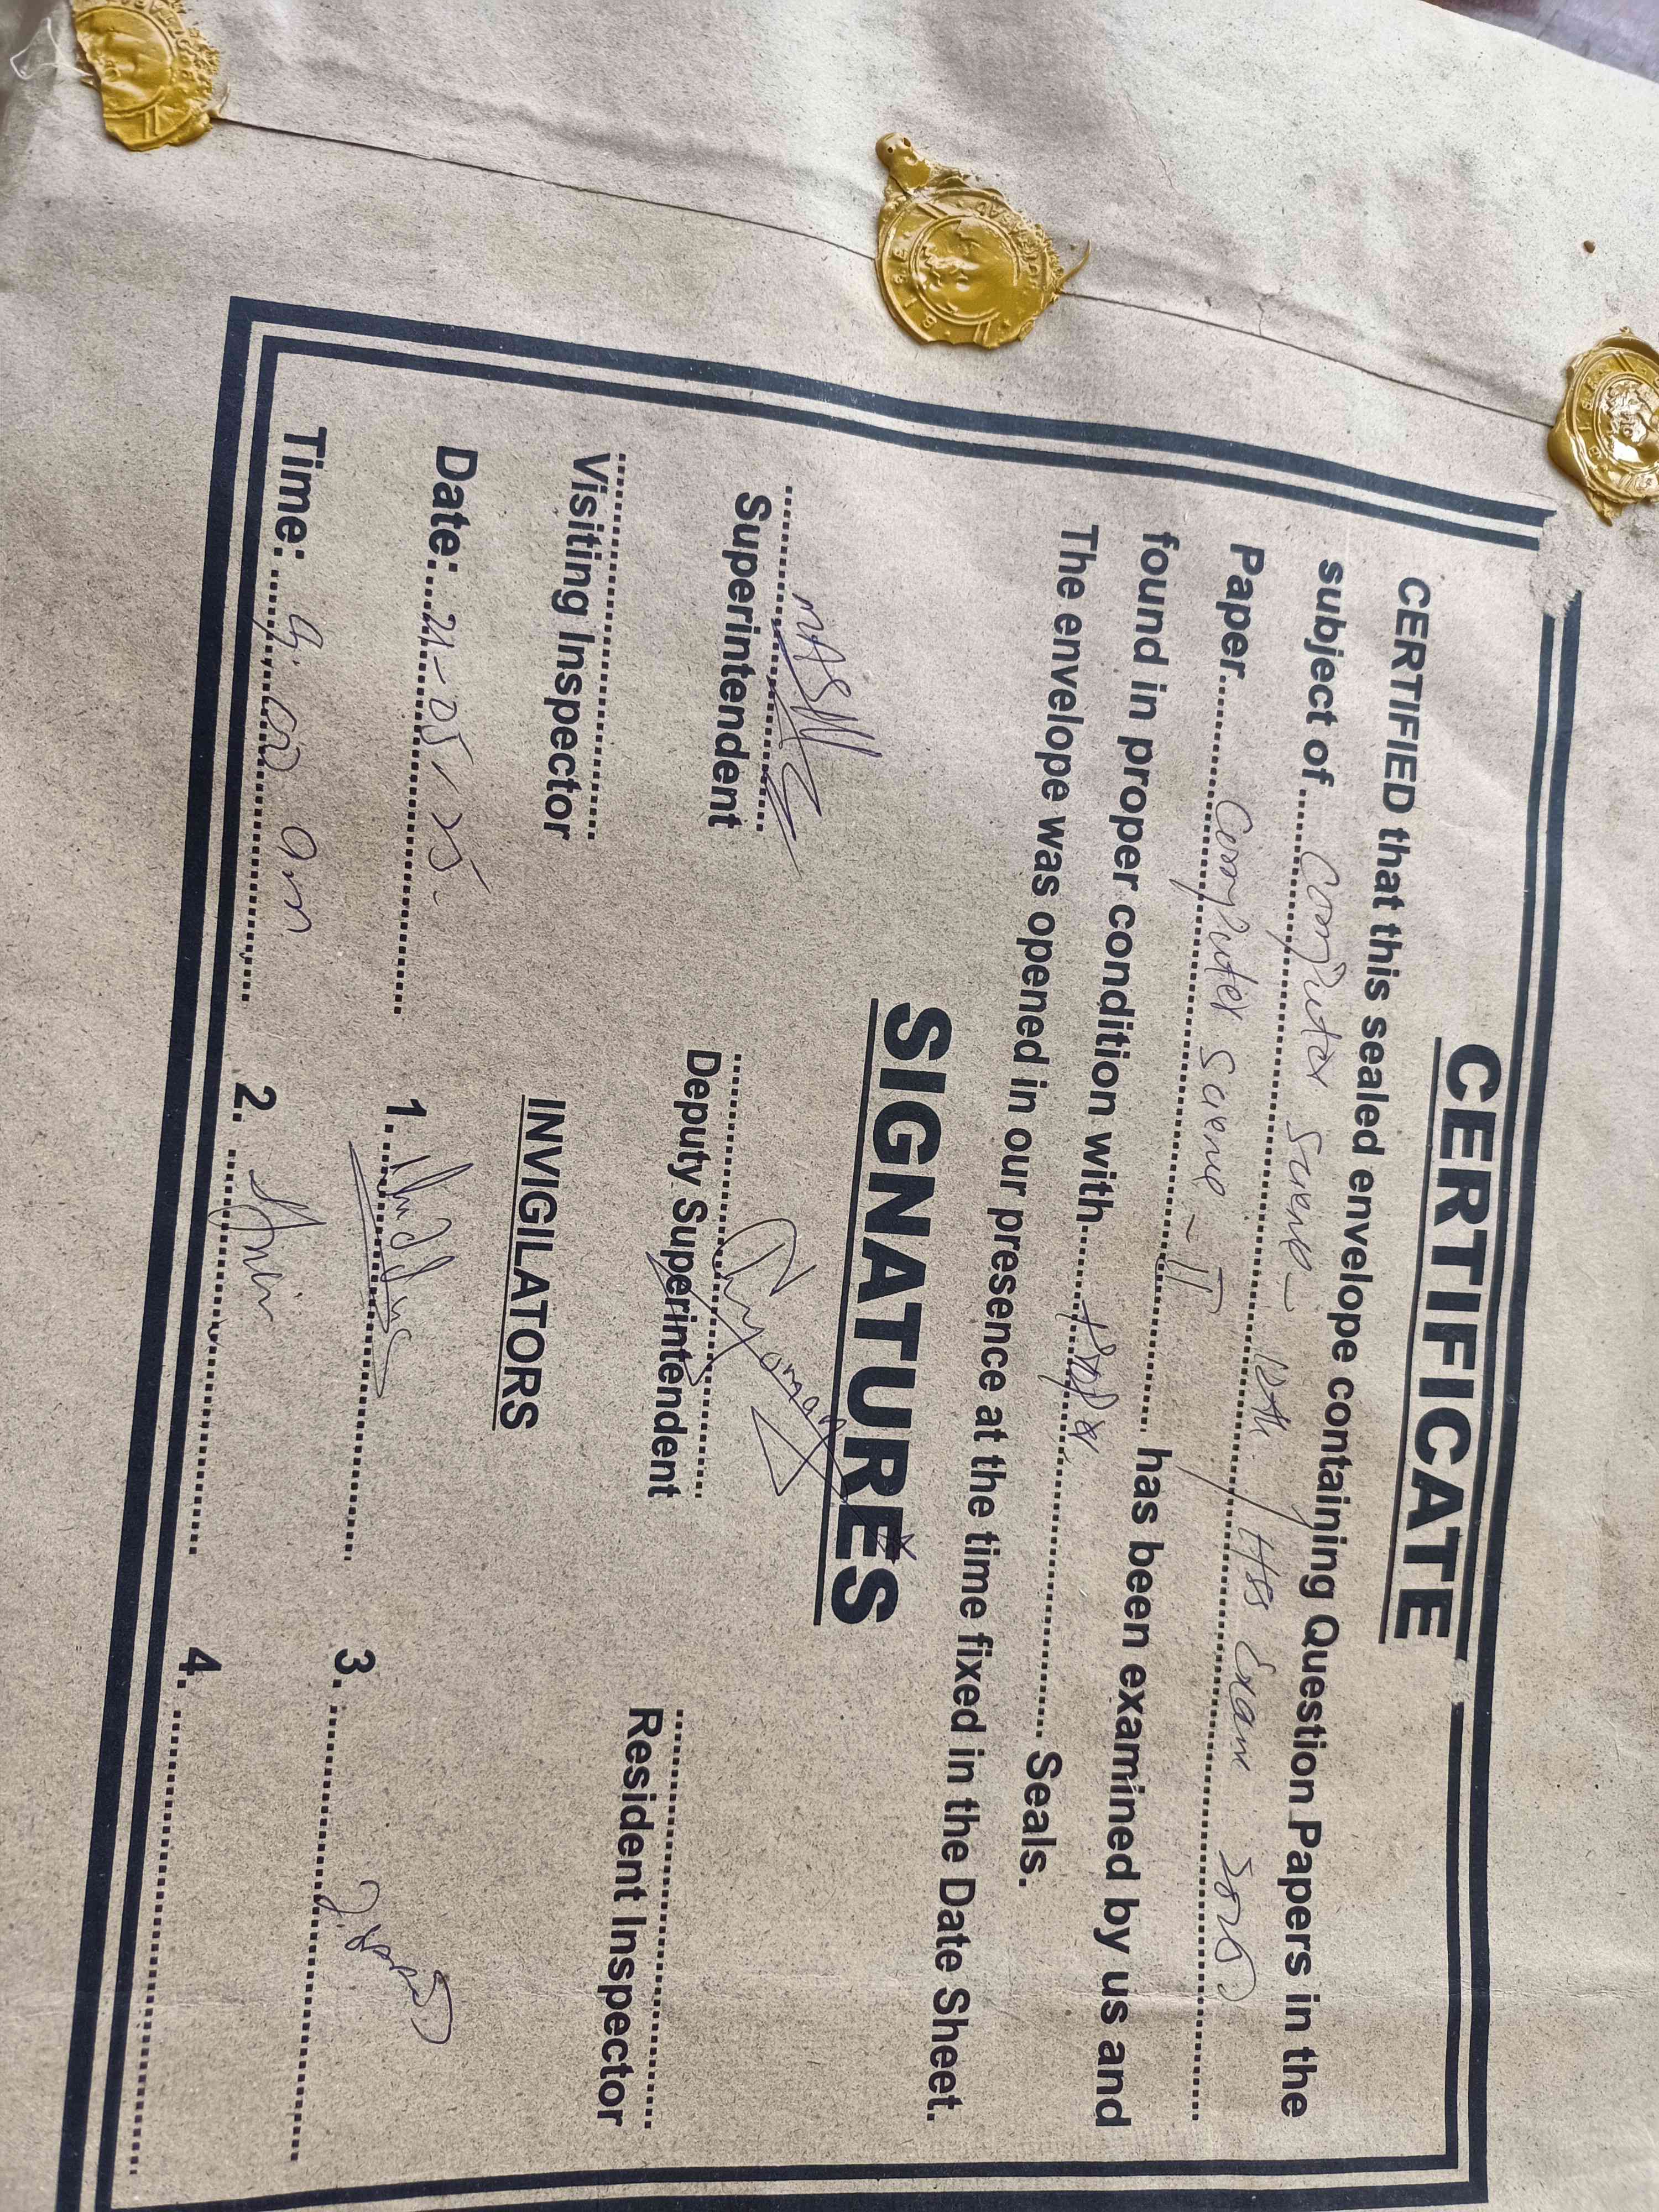 CERTIFICATE
CERTIFIED that this sealed envelope containing Question Papers in the
subject of Computer Science 12th / HSS Exam 2025
Paper Computer Science - II has been examined by us and
found in proper condition with Seals.
The envelope was opened in our presence at the time fixed in the Date Sheet.
SIGNATURES
Superintendent
Deputy Superintendent
Resident Inspector
Visiting Inspector
INVIGILATORS
Date: 21-05-25.
1.
3.
Time: 9.00 am
2.
4.